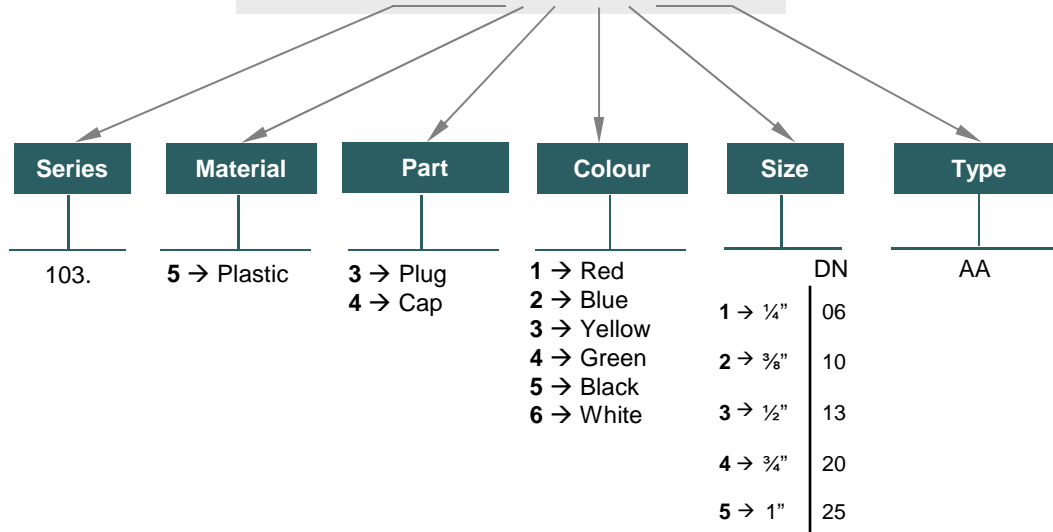 Series
Material
Part
Colour
Size
Type
103.
5 → Plastic
3 → Plug
4 → Cap
1 → Red
2 → Blue
3 → Yellow
4 → Green
5 → Black
6 → White
DN
1 → ¼” 06
2 → ⅜” 10
3 → ½” 13
4 → ¾” 20
5 → 1” 25
AA